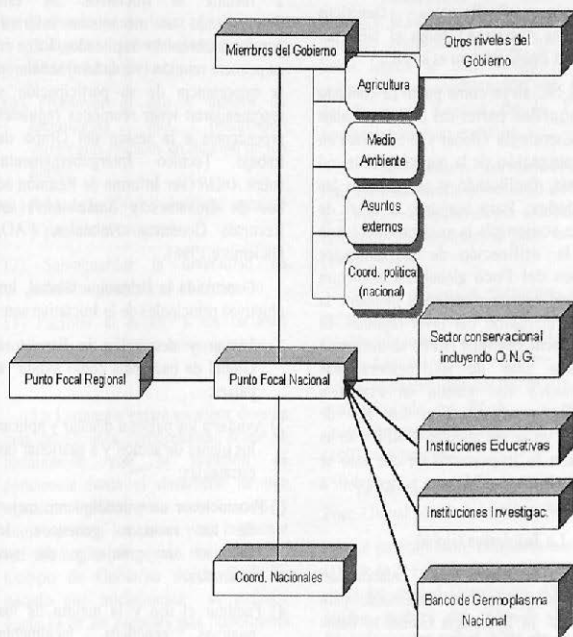 Miembros del Gobierno
Otros niveles del
Gobierno
Agricultura
Medio
Ambiente
Asuntos
externos
Coord. política
(nacional)
Sector conservacional
incluyendo O.N.G.
Punto Focal Regional
Punto Focal Nacional
Instituciones Educativas
Instituciones Investigac.
Coord. Nacionales
Banco de Germoplasma
Nacional